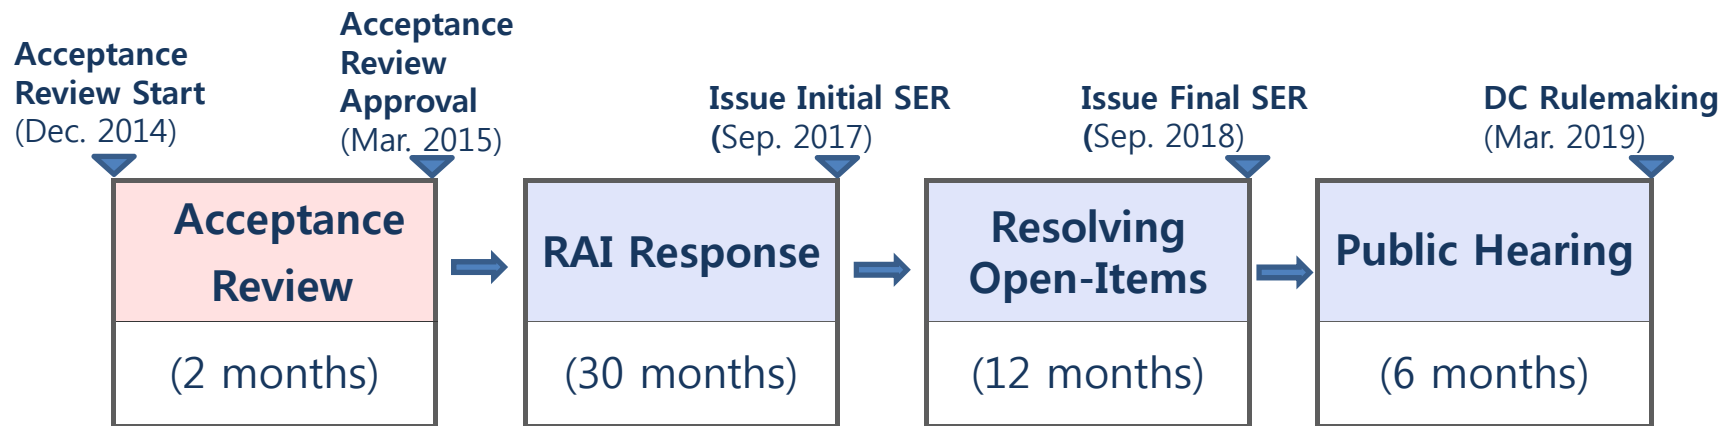 Acceptance
Review Start
(Dec. 2014)
Acceptance
Review
Approval
(Mar. 2015)
Issue Initial SER
(Sep. 2017)
Issue Final SER
(Sep. 2018)
DC Rulemaking
(Mar. 2019)
Acceptance
Review
RAI Response
Resolving
Open-Items
Public Hearing
(2 months)
(30 months)
(12 months)
(6 months)